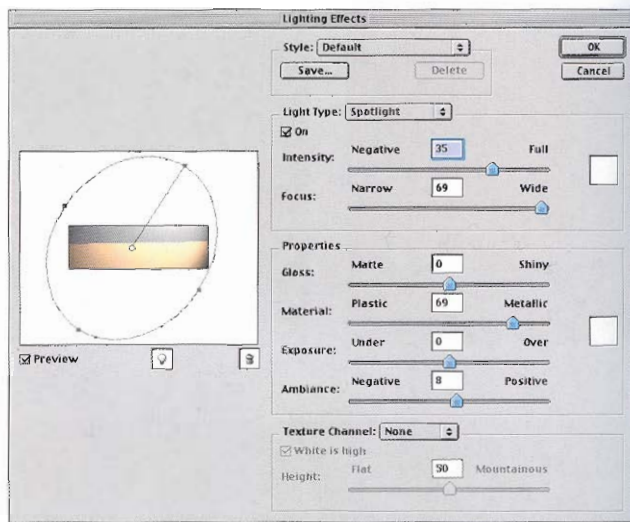 Lighting Effects
Style: Default
Save...
Delete
OK
Cancel
Light Type: Spotlight
On
Intensity: Negative 35 Full
Focus: Narrow 69 Wide
Properties
Gloss: Matte 0 Shiny
Material: Plastic 69 Metallic
Exposure: Under 0 Over
Ambiance: Negative 8 Positive
Preview
Texture Channel: None
White is high
Height: Flat 50 Mountainous